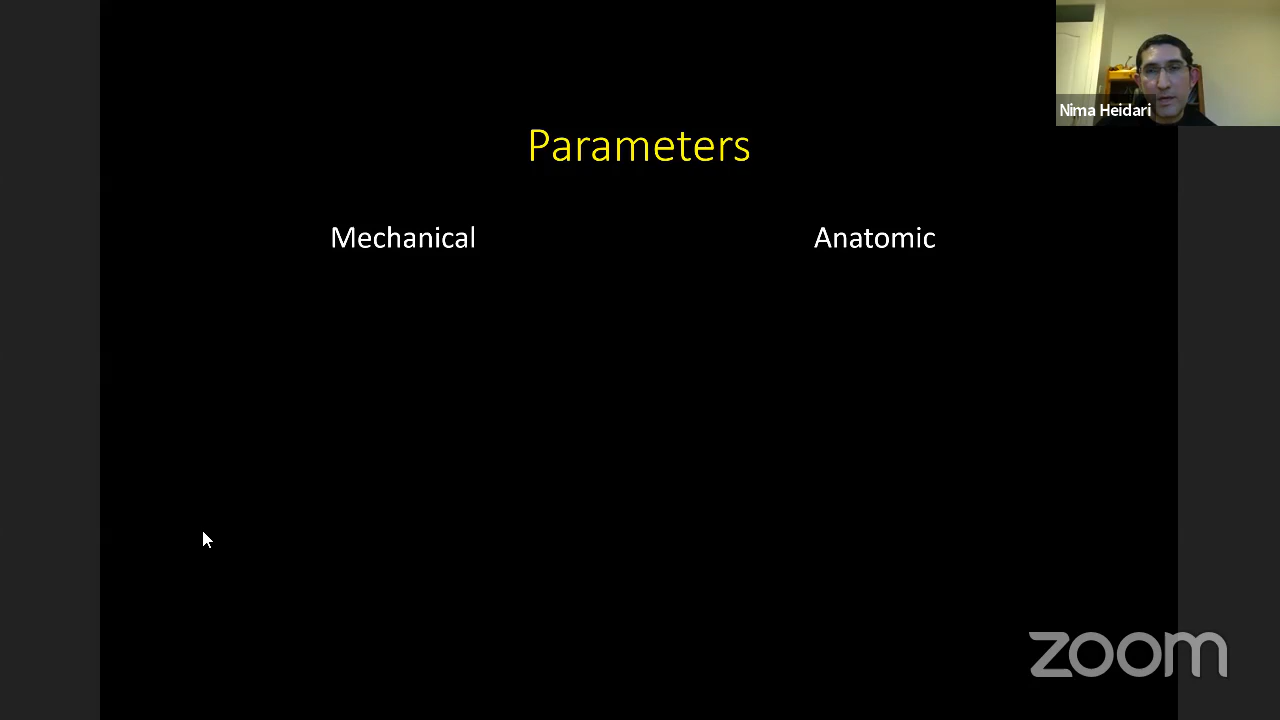 Nima Heidari
Parameters
Mechanical
Anatomic
zoom